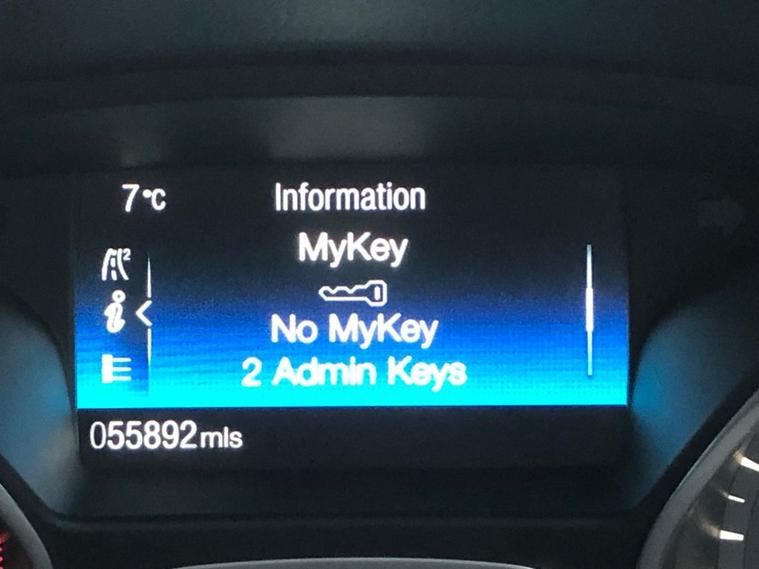 7°C Information
MyKey
No MyKey
2 Admin Keys
055892mls